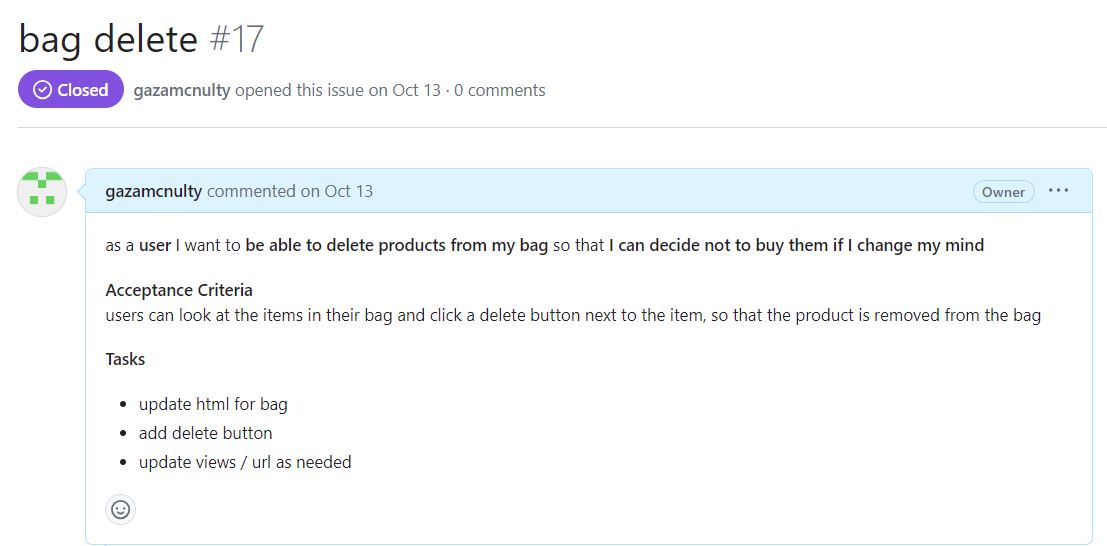 bag delete #17
Closed gazamcnulty opened this issue on Oct 13 · 0 comments
gazamcnulty commented on Oct 13 Owner ...
as a user I want to be able to delete products from my bag so that I can decide not to buy them if I change my mind
Acceptance Criteria
users can look at the items in their bag and click a delete button next to the item, so that the product is removed from the bag
Tasks
• update html for bag
• add delete button
• update views / url as needed